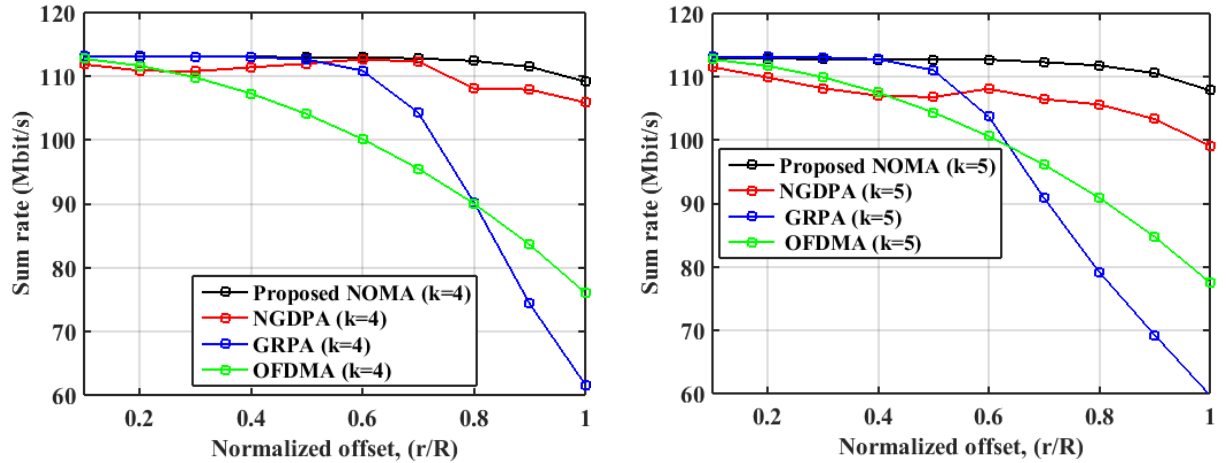 120
110
100
90
80
70
60
Sum rate (Mbit/s)
Proposed NOMA (k=4)
NGDPA (k=4)
GRPA (k=4)
OFDMA (k=4)
0.2 0.4 0.6 0.8 1
Normalized offset, (r/R)
120
110
100
90
80
70
60
Sum rate (Mbit/s)
Proposed NOMA (k=5)
NGDPA (k=5)
GRPA (k=5)
OFDMA (k=5)
0.2 0.4 0.6 0.8 1
Normalized offset, (r/R)